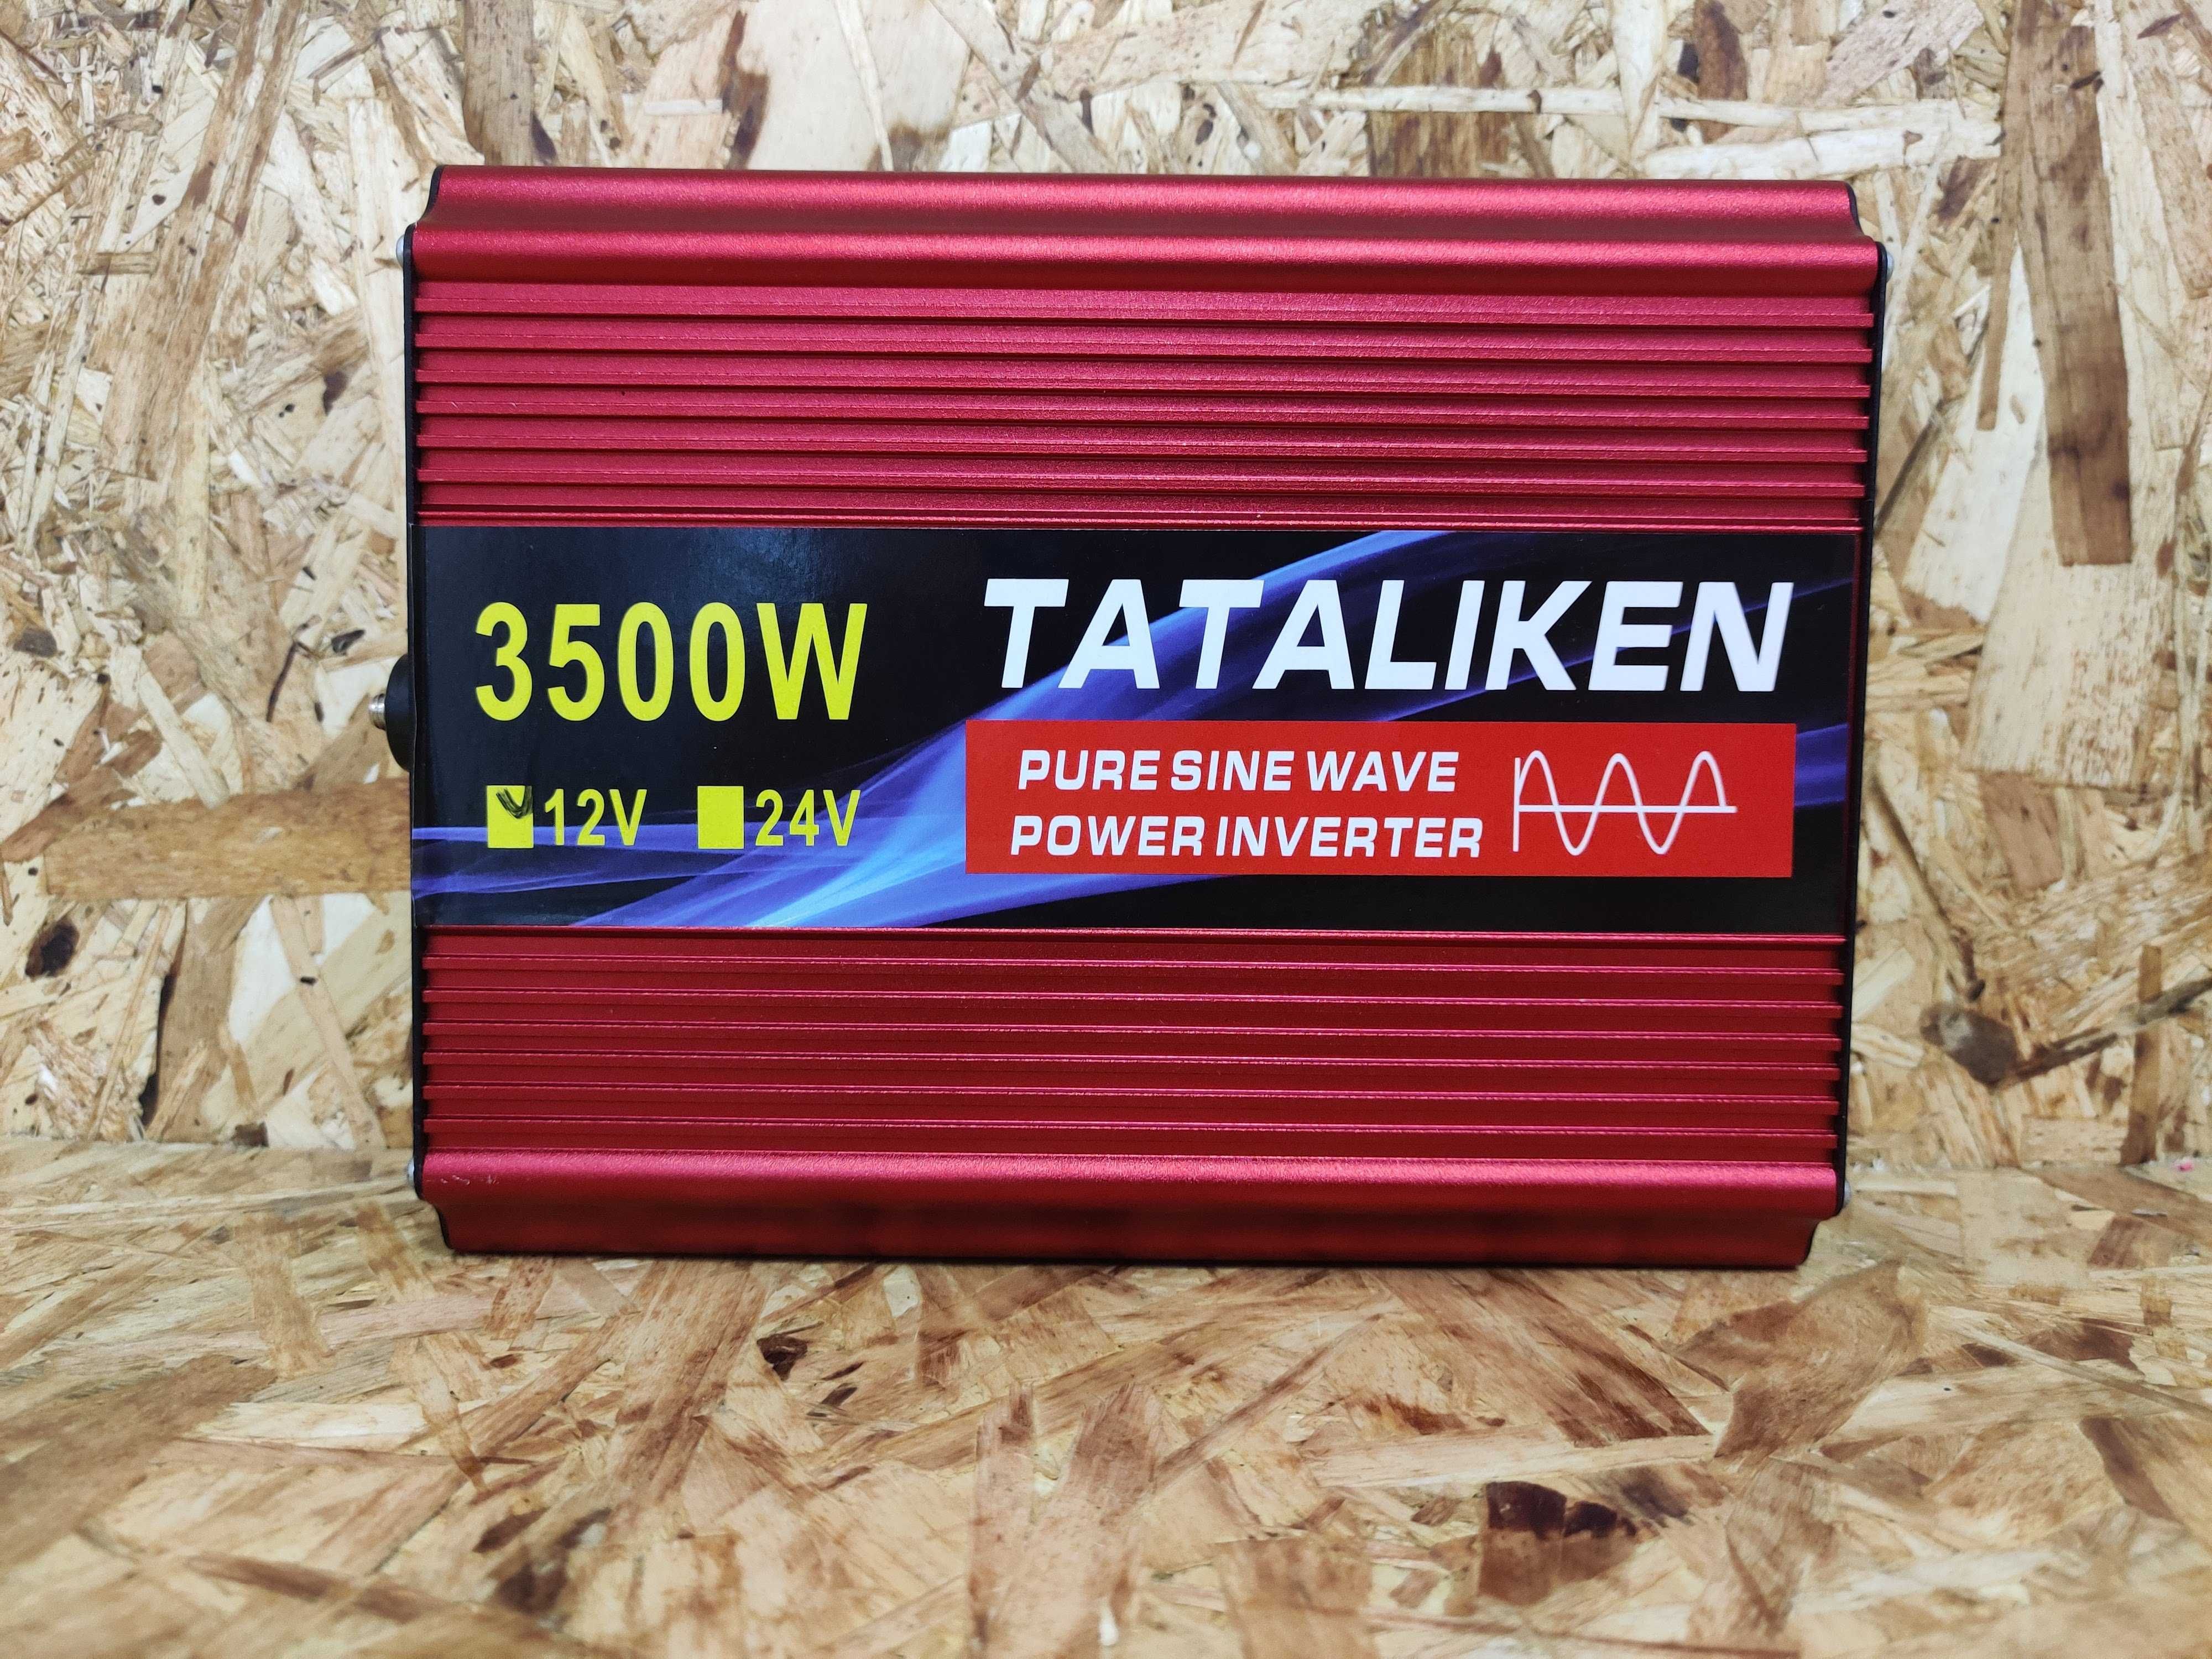 3500W
12V 24V
TATALIKEN
PURE SINE WAVE
POWER INVERTER